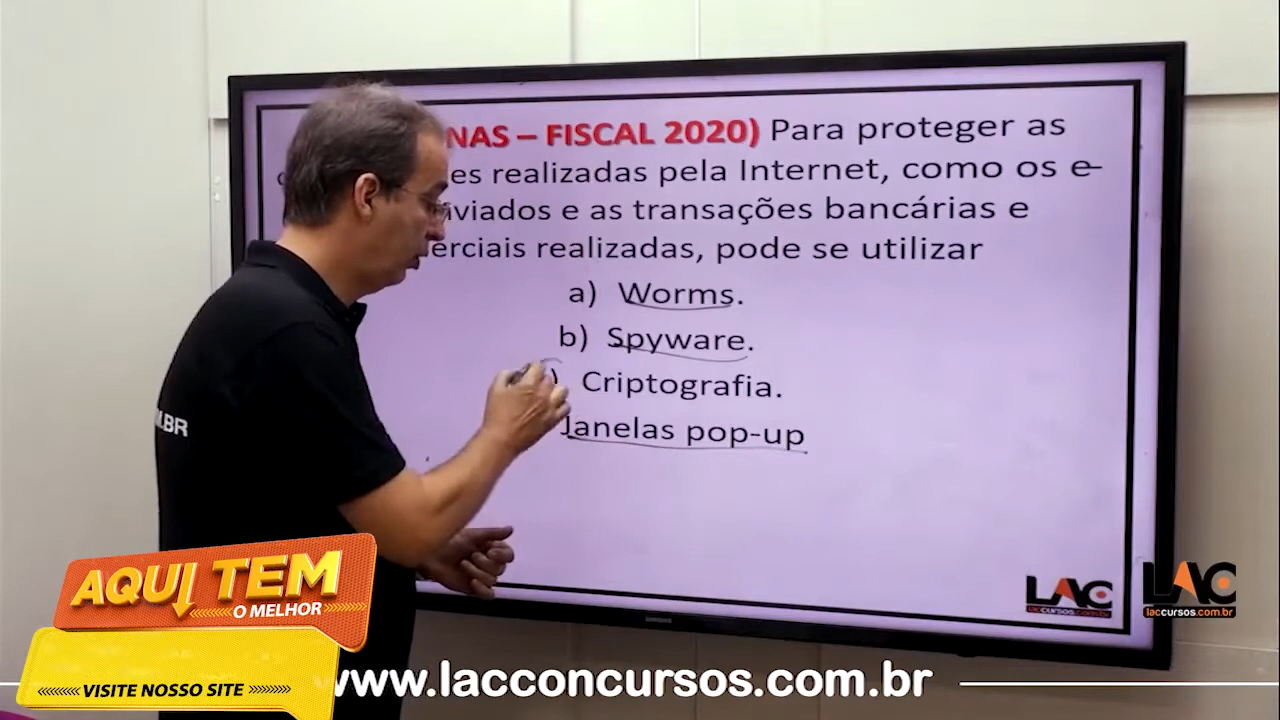 NAS – FISCAL 2020) Para proteger as
es realizadas pela Internet, como os e-
viados e as transações bancárias e
erciais realizadas, pode se utilizar
a) Worms.
b) Spyware.
) Criptografia.
Janelas pop-up
.BR
AQUI TEM
O MELHOR
VISITE NOSSO SITE
www.lacconcursos.com.br
LAC
laccursos.com.br
LAC
laccursos.com.br